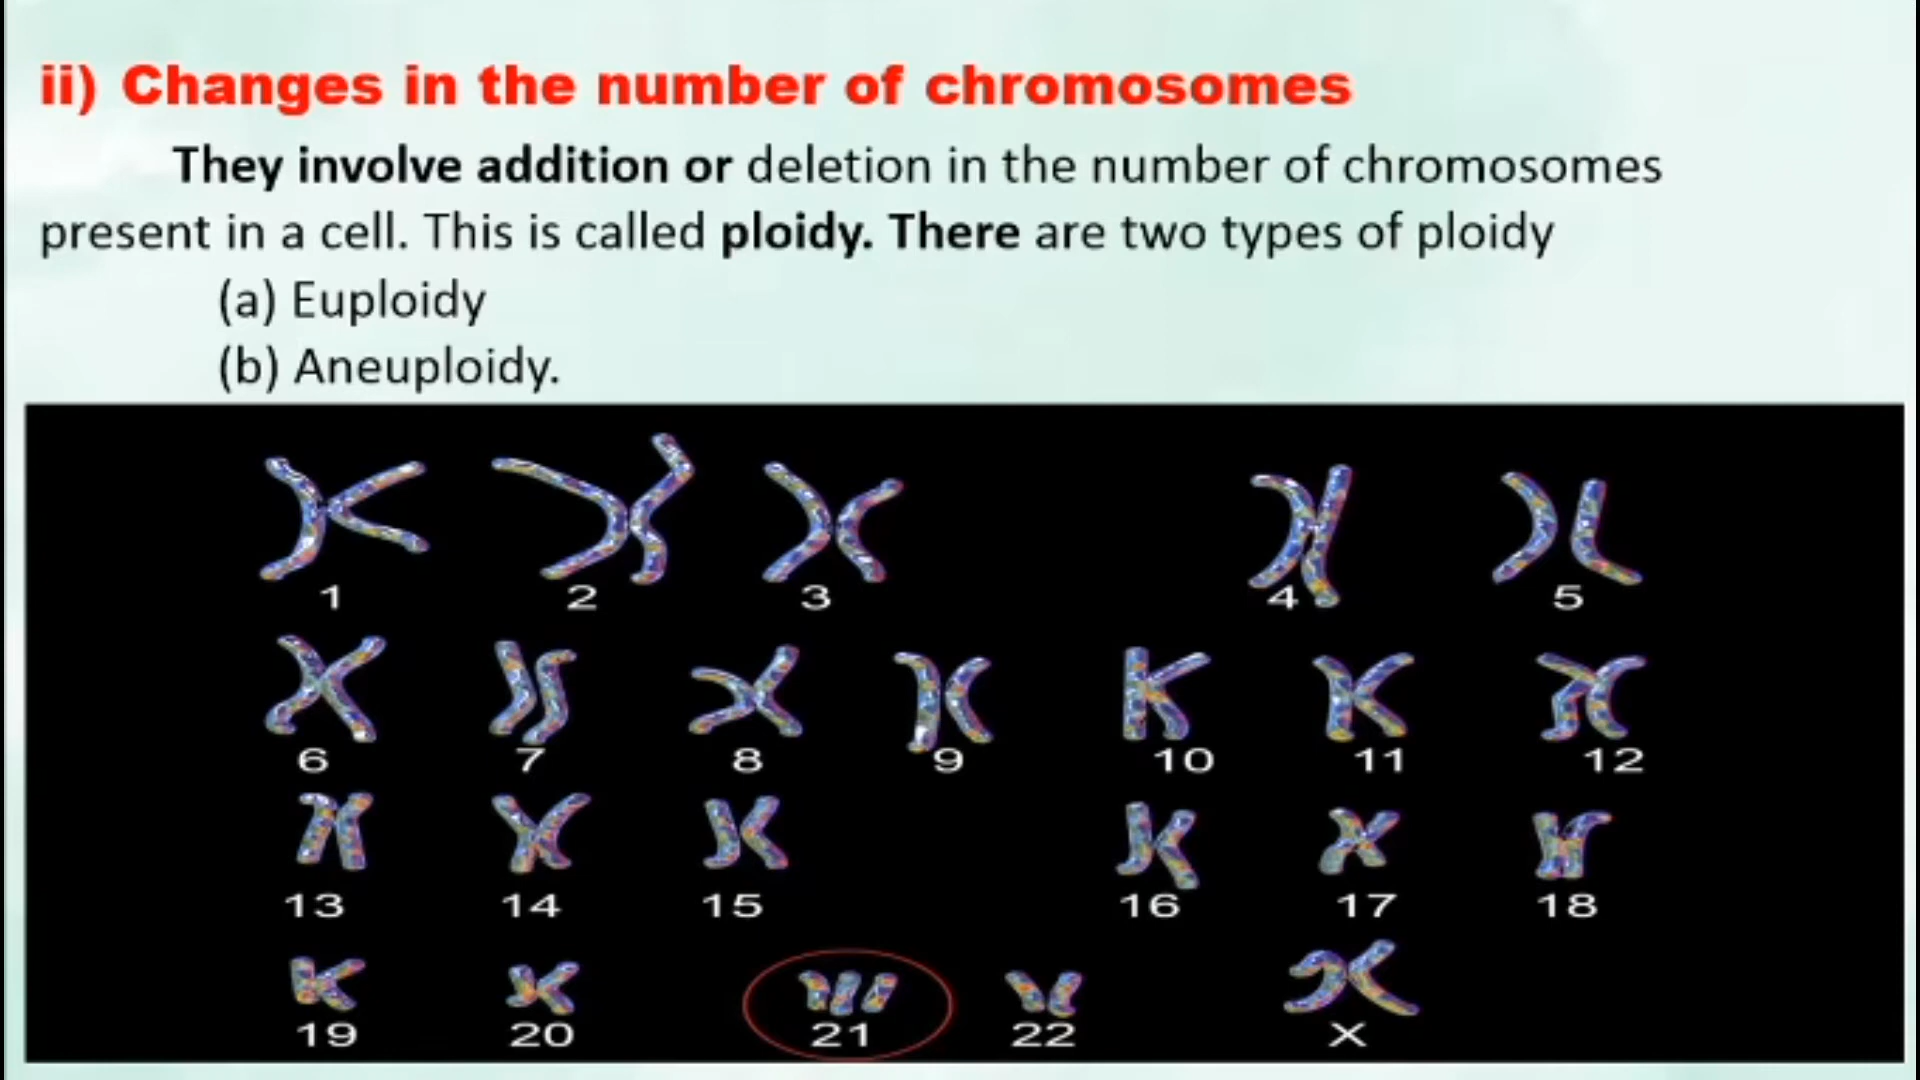 ii) Changes in the number of chromosomes
They involve addition or deletion in the number of chromosomes
present in a cell. This is called ploidy. There are two types of ploidy
(a) Euploidy
(b) Aneuploidy.
1 2 3 4 5
6 7 8 9 10 11 12
13 14 15 16 17 18
19 20 21 22 X